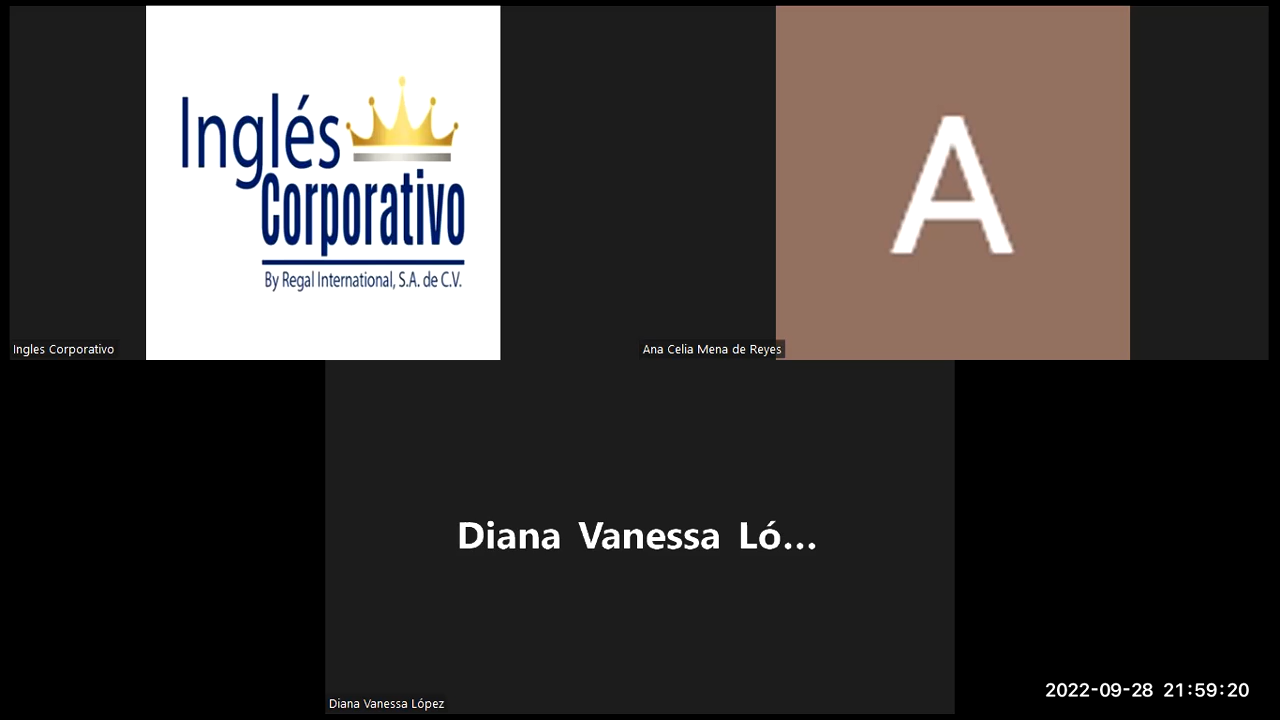 Inglés
Corporativo
By Regal International, S.A. de C.V.
Ingles Corporativo
A
Ana Celia Mena de Reyes
Diana Vanessa Ló...
Diana Vanessa López
2022-09-28 21:59:20